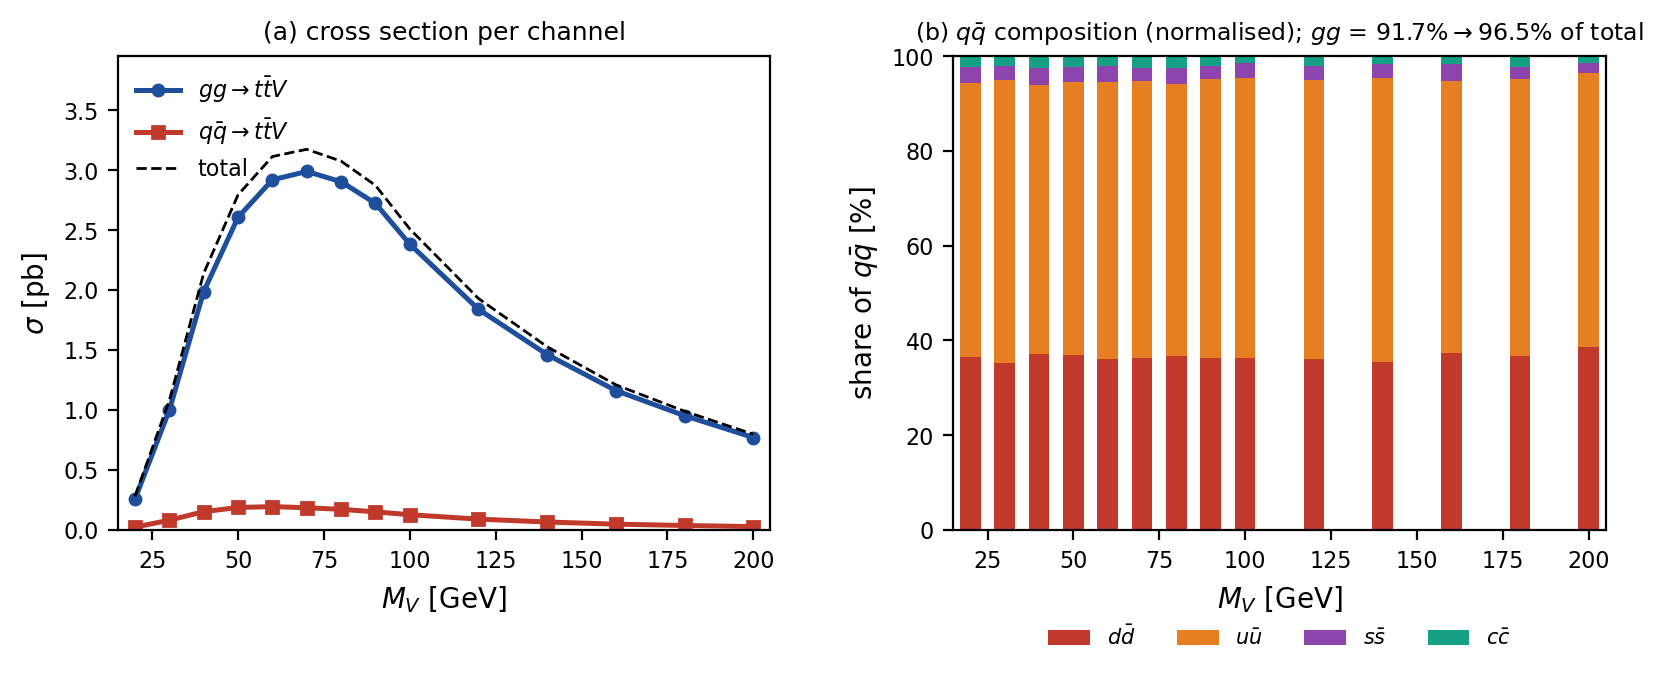 (a) cross section per channel
gg → tt̄V
qq̄ → tt̄V
total
3.5
3.0
2.5
2.0
1.5
1.0
0.5
0.0
σ [pb]
25 50 75 100 125 150 175 200
M_V [GeV]
(b) qq̄ composition (normalised); gg = 91.7%→96.5% of total
100
80
60
40
20
0
share of qq̄ [%]
25 50 75 100 125 150 175 200
M_V [GeV]
dd̄ uū ss̄ cc̄